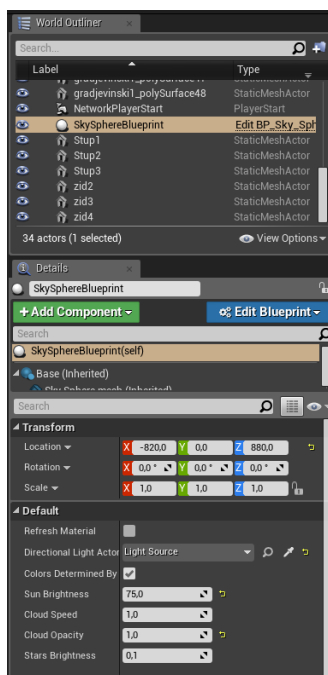 World Outliner
Search...
Label Type
gradjevinski1_polySurface48 StaticMeshActor
NetworkPlayerStart PlayerStart
SkySphereBlueprint Edit BP_Sky_Sph
Stup1 StaticMeshActor
Stup2 StaticMeshActor
Stup3 StaticMeshActor
zid2 StaticMeshActor
zid3 StaticMeshActor
zid4 StaticMeshActor
34 actors (1 selected) View Options
Details
SkySphereBlueprint
+ Add Component Edit Blueprint
Search
SkySphereBlueprint(self)
Base (Inherited)
Sky Sphere mesh (Inherited)
Search
Transform
Location X -820,0 Y 0,0 Z 880,0
Rotation X 0,0 ° Y 0,0 ° Z 0,0 °
Scale X 1,0 Y 1,0 Z 1,0
Default
Refresh Material
Directional Light Actor Light Source
Colors Determined By
Sun Brightness 75,0
Cloud Speed 1,0
Cloud Opacity 1,0
Stars Brightness 0,1